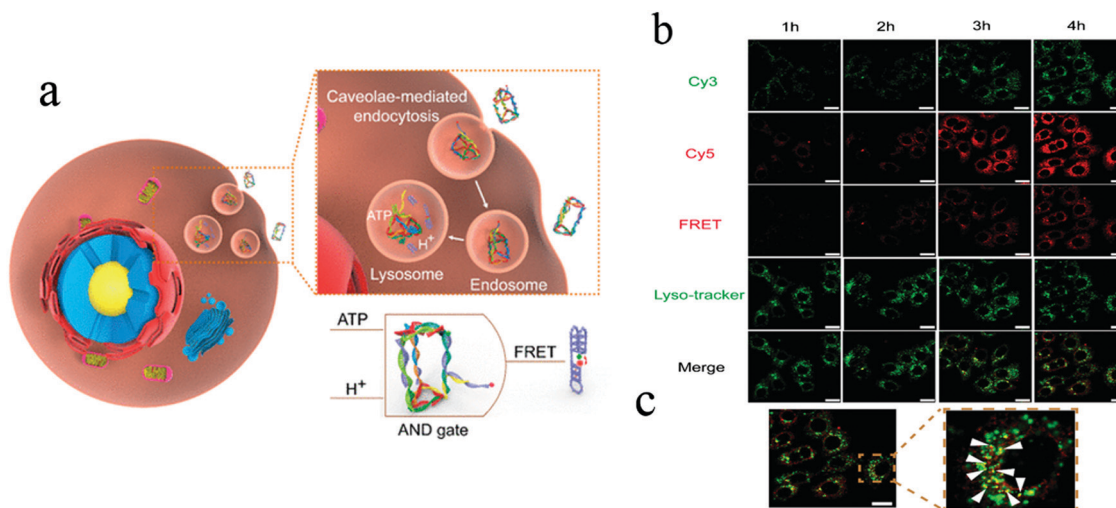 a
Caveolae-mediated
endocytosis
ATP
H+
Lysosome
Endosome
ATP
H+
FRET
AND gate
b
1h 2h 3h 4h
Cy3
Cy5
FRET
Lyso-tracker
Merge
c